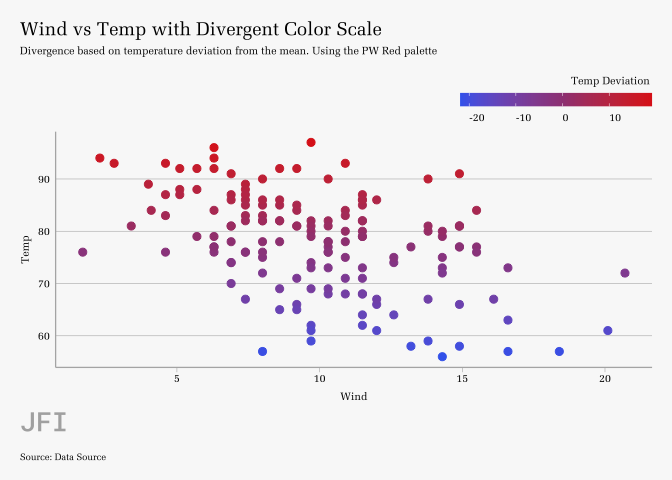 Wind vs Temp with Divergent Color Scale
Divergence based on temperature deviation from the mean. Using the PW Red palette
Temp Deviation
-20 -10 0 10
90
80
70
60
Temp
5 10 15 20
Wind
JFI
Source: Data Source